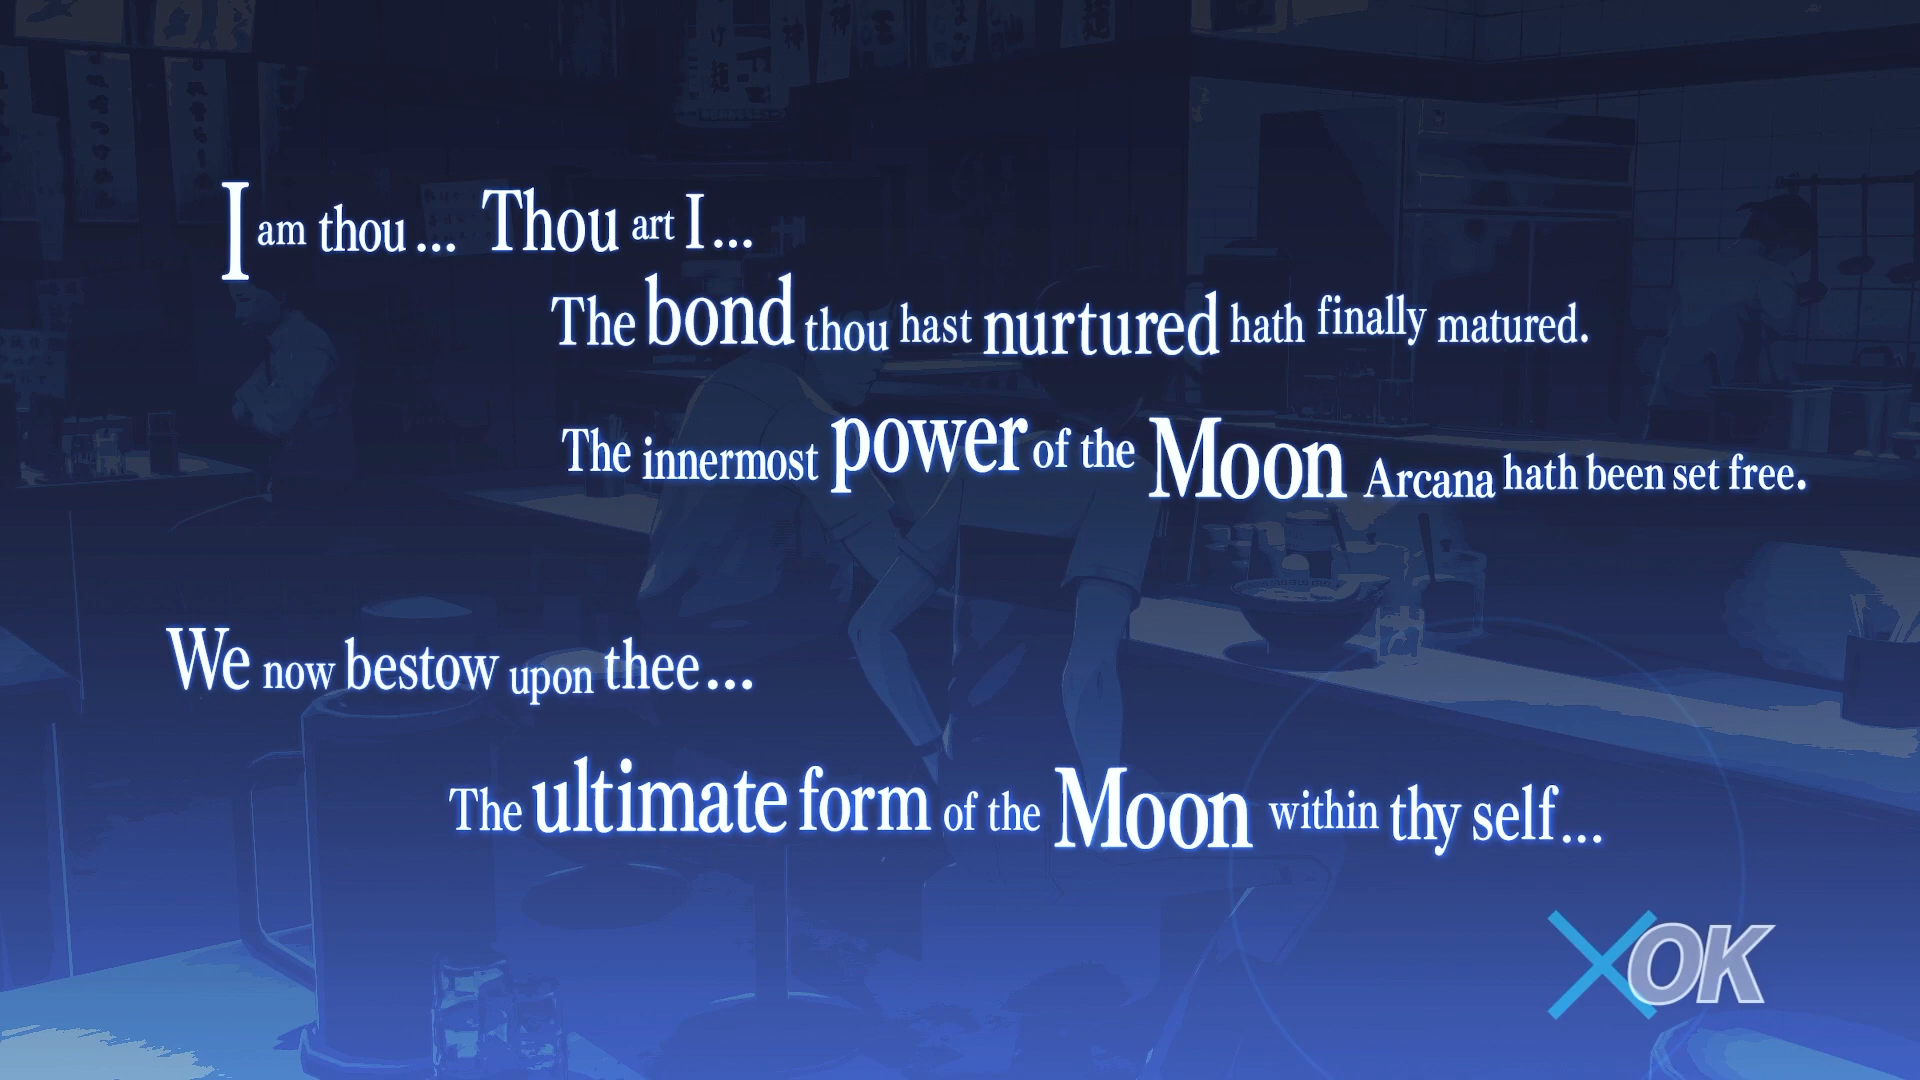 I am thou... Thou art I...
The bond thou hast nurtured hath finally matured.
The innermost power of the Moon Arcana hath been set free.
We now bestow upon thee...
The ultimate form of the Moon within thy self...
OK